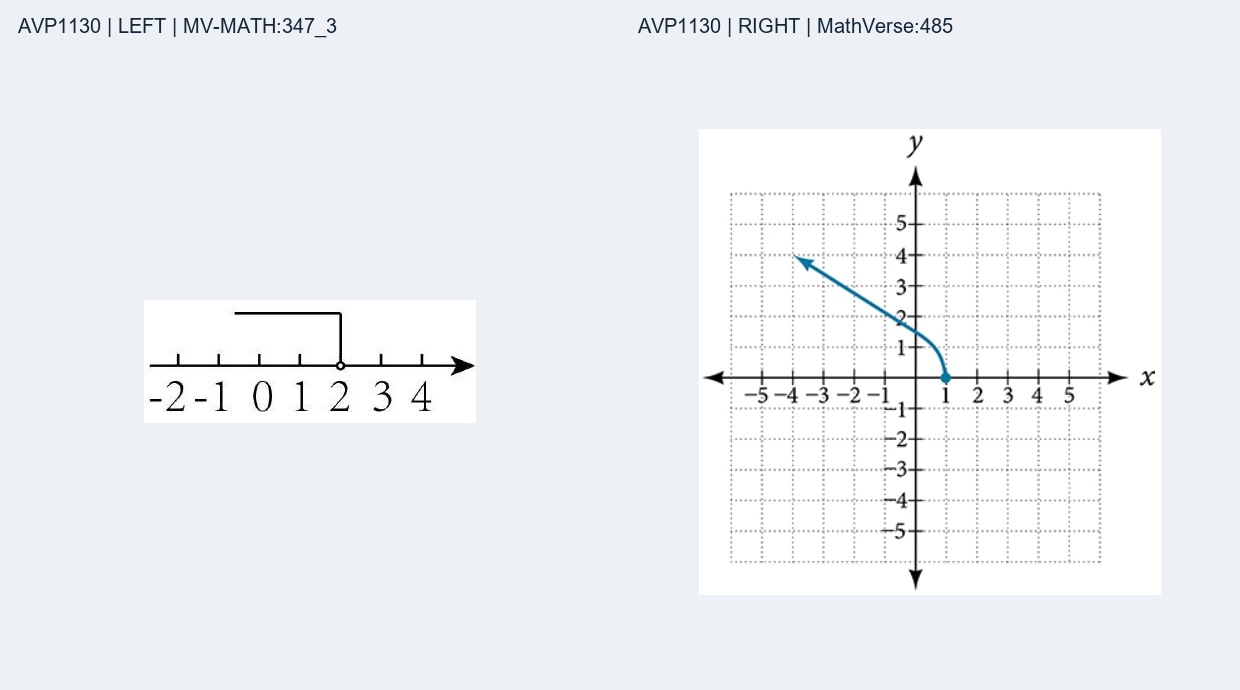 AVP1130 | LEFT | MV-MATH:347_3
-2 -1 0 1 2 3 4
AVP1130 | RIGHT | MathVerse:485
y
5
4
3
2
1
x
−5 −4 −3 −2 −1 1 2 3 4 5
−1
−2
−3
−4
−5